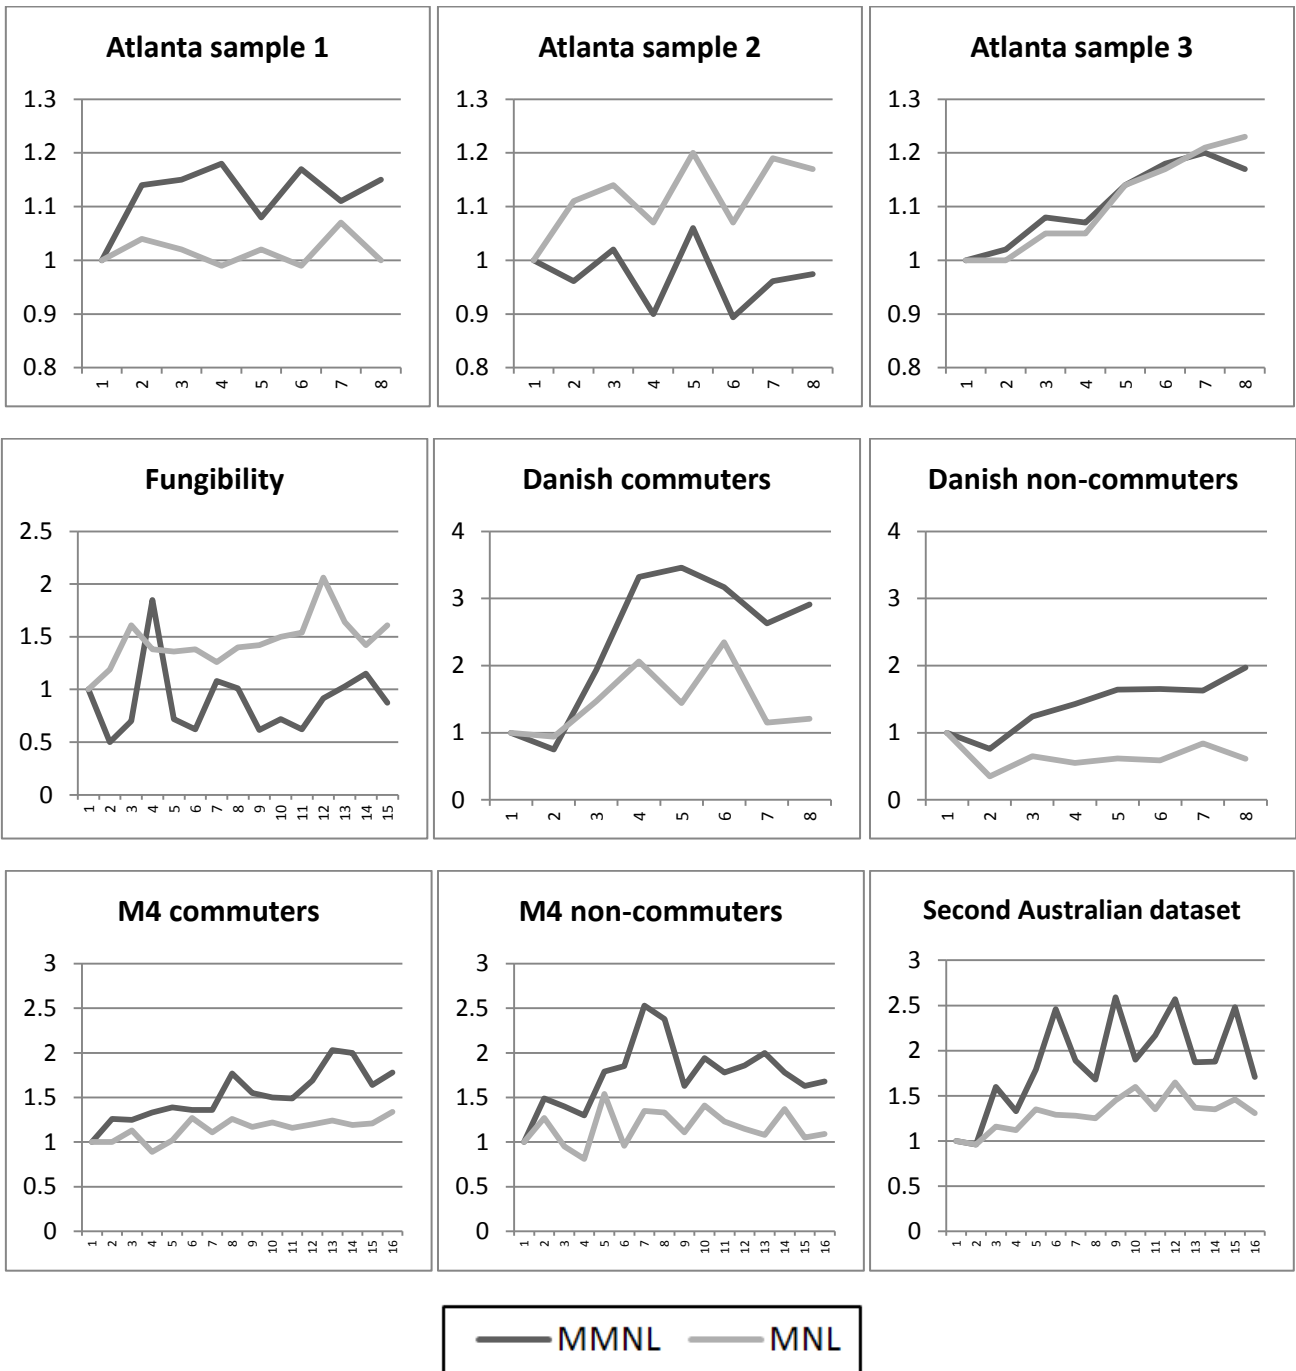 Atlanta sample 1
1.3
1.2
1.1
1
0.9
0.8
1 2 3 4 5 6 7 8
Atlanta sample 2
1.3
1.2
1.1
1
0.9
0.8
1 2 3 4 5 6 7 8
Atlanta sample 3
1.3
1.2
1.1
1
0.9
0.8
1 2 3 4 5 6 7 8
Fungibility
2.5
2
1.5
1
0.5
0
1 2 3 4 5 6 7 8 9 10 11 12 13 14 15
Danish commuters
4
3
2
1
0
1 2 3 4 5 6 7 8
Danish non-commuters
4
3
2
1
0
1 2 3 4 5 6 7 8
M4 commuters
3
2.5
2
1.5
1
0.5
0
1 2 3 4 5 6 7 8 9 10 11 12 13 14 15 16
M4 non-commuters
3
2.5
2
1.5
1
0.5
0
1 2 3 4 5 6 7 8 9 10 11 12 13 14 15 16
Second Australian dataset
3
2.5
2
1.5
1
0.5
0
1 2 3 4 5 6 7 8 9 10 11 12 13 14 15 16
MMNL MNL